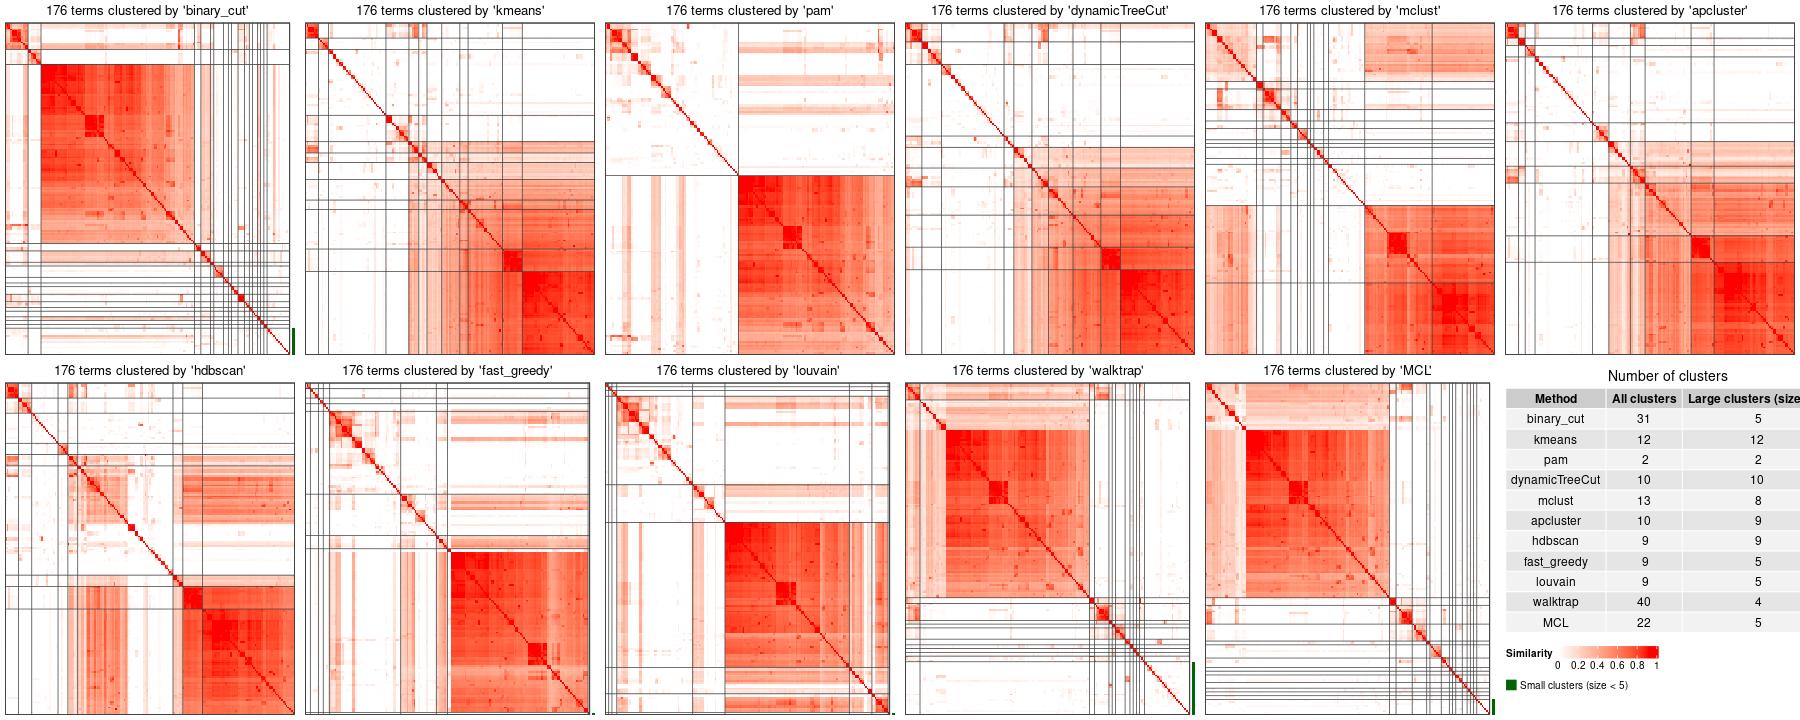 176 terms clustered by 'binary_cut'
176 terms clustered by 'kmeans'
176 terms clustered by 'pam'
176 terms clustered by 'dynamicTreeCut'
176 terms clustered by 'mclust'
176 terms clustered by 'apcluster'
176 terms clustered by 'hdbscan'
176 terms clustered by 'fast_greedy'
176 terms clustered by 'louvain'
176 terms clustered by 'walktrap'
176 terms clustered by 'MCL'
Number of clusters
Method All clusters Large clusters (size
binary_cut 31 5
kmeans 12 12
pam 2 2
dynamicTreeCut 10 10
mclust 13 8
apcluster 10 9
hdbscan 9 9
fast_greedy 9 5
louvain 9 5
walktrap 40 4
MCL 22 5
Similarity
0 0.2 0.4 0.6 0.8 1
Small clusters (size < 5)